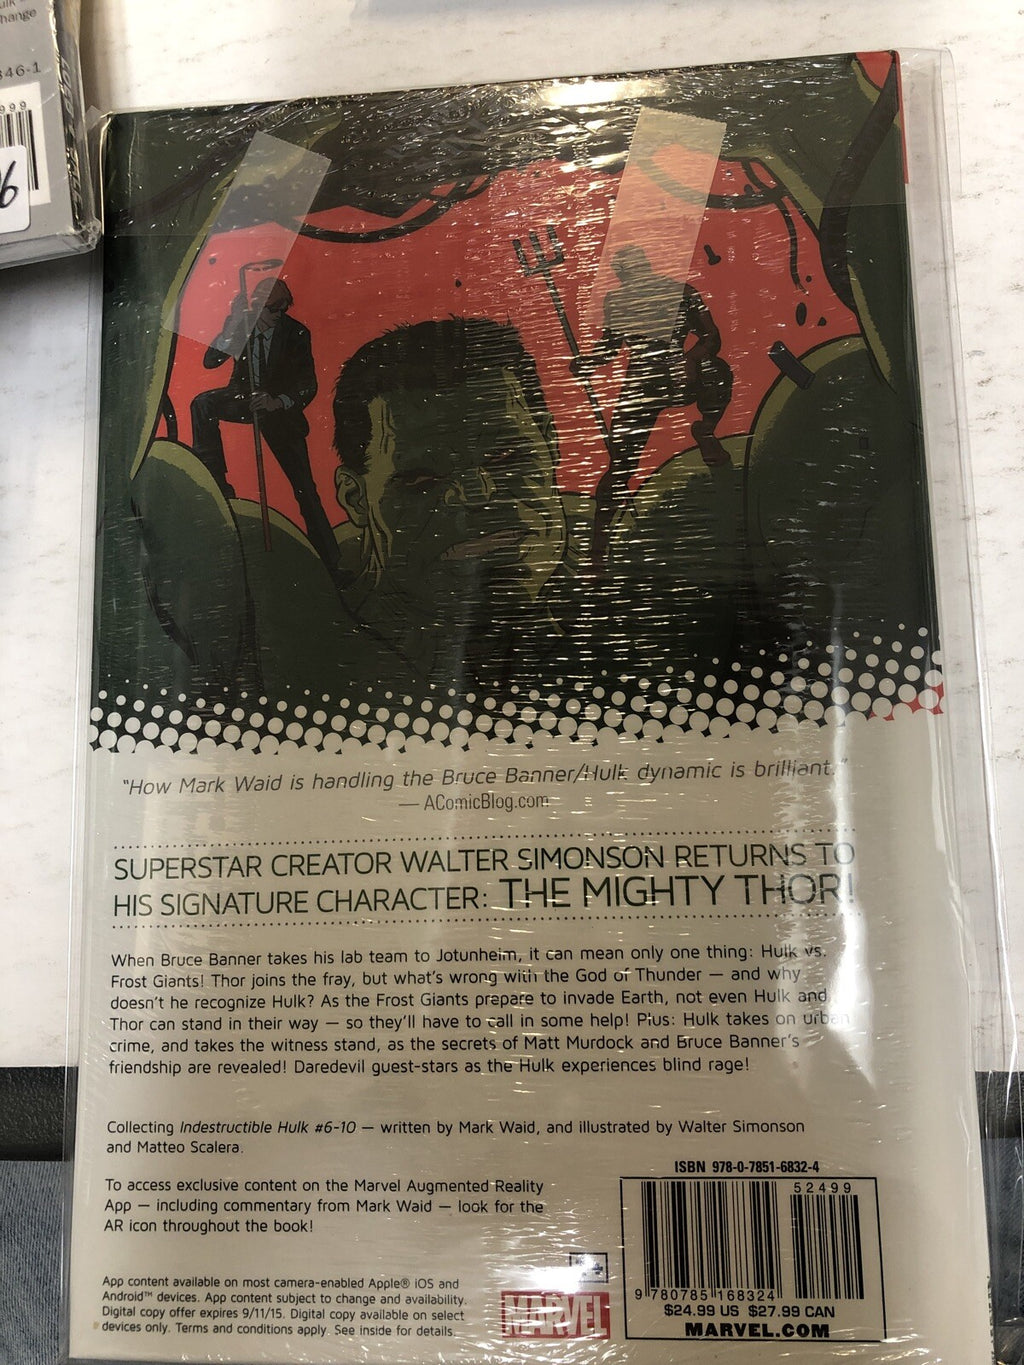 hange
346-1
999
"How Mark Waid is handling the Bruce Banner/Hulk dynamic is brilliant."
— AComicBlog.com
SUPERSTAR CREATOR WALTER SIMONSON RETURNS TO
HIS SIGNATURE CHARACTER: THE MIGHTY THOR!
When Bruce Banner takes his lab team to Jotunheim, it can mean only one thing: Hulk vs.
Frost Giants! Thor joins the fray, but what's wrong with the God of Thunder — and why
doesn't he recognize Hulk? As the Frost Giants prepare to invade Earth, not even Hulk and
Thor can stand in their way — so they'll have to call in some help! Plus: Hulk takes on urban
crime, and takes the witness stand, as the secrets of Matt Murdock and Bruce Banner's
friendship are revealed! Daredevil guest-stars as the Hulk experiences blind rage!
Collecting Indestructible Hulk #6-10 — written by Mark Waid, and illustrated by Walter Simonson
and Matteo Scalera.
To access exclusive content on the Marvel Augmented Reality
App — including commentary from Mark Waid — look for the
AR icon throughout the book!
App content available on most camera-enabled Apple® iOS and
Android™ devices. App content subject to change and availability.
Digital copy offer expires 9/11/15. Digital copy available on select
devices only. Terms and conditions apply. See inside for details.
MARVEL
ISBN 978-0-7851-6832-4
52499
9 780785 168324
$24.99 US $27.99 CAN
MARVEL.COM